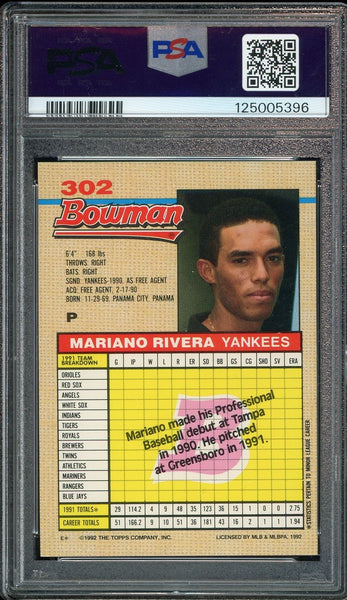 PSA
PSA
125005396
302
Bowman
6'4" 168 lbs
THROWS: RIGHT
BATS: RIGHT
SGND: YANKEES-1990, AS FREE AGENT
ACQ: FREE AGENT, 2-17-90
BORN: 11-29-69, PANAMA CITY, PANAMA
P
MARIANO RIVERA YANKEES
1991 TEAM BREAKDOWN G IP W L R ER SO BB GS CG SHO SV ERA
ORIOLES
RED SOX
ANGELS
WHITE SOX
INDIANS
TIGERS
ROYALS
BREWERS
TWINS
ATHLETICS
MARINERS
RANGERS
BLUE JAYS
Mariano made his Professional
Baseball debut at Tampa
in 1990. He pitched
at Greensboro in 1991.
1991 TOTALS* 29 114.2 4 9 48 35 123 36 15 1 0 0 2.75
CAREER TOTALS 51 166.2 9 10 51 36 181 43 16 2 1 1 1.94
*STATISTICS PERTAIN TO MINOR LEAGUE CAREER
©1992 THE TOPPS COMPANY, INC. LICENSED BY MLB & MLBPA, 1992